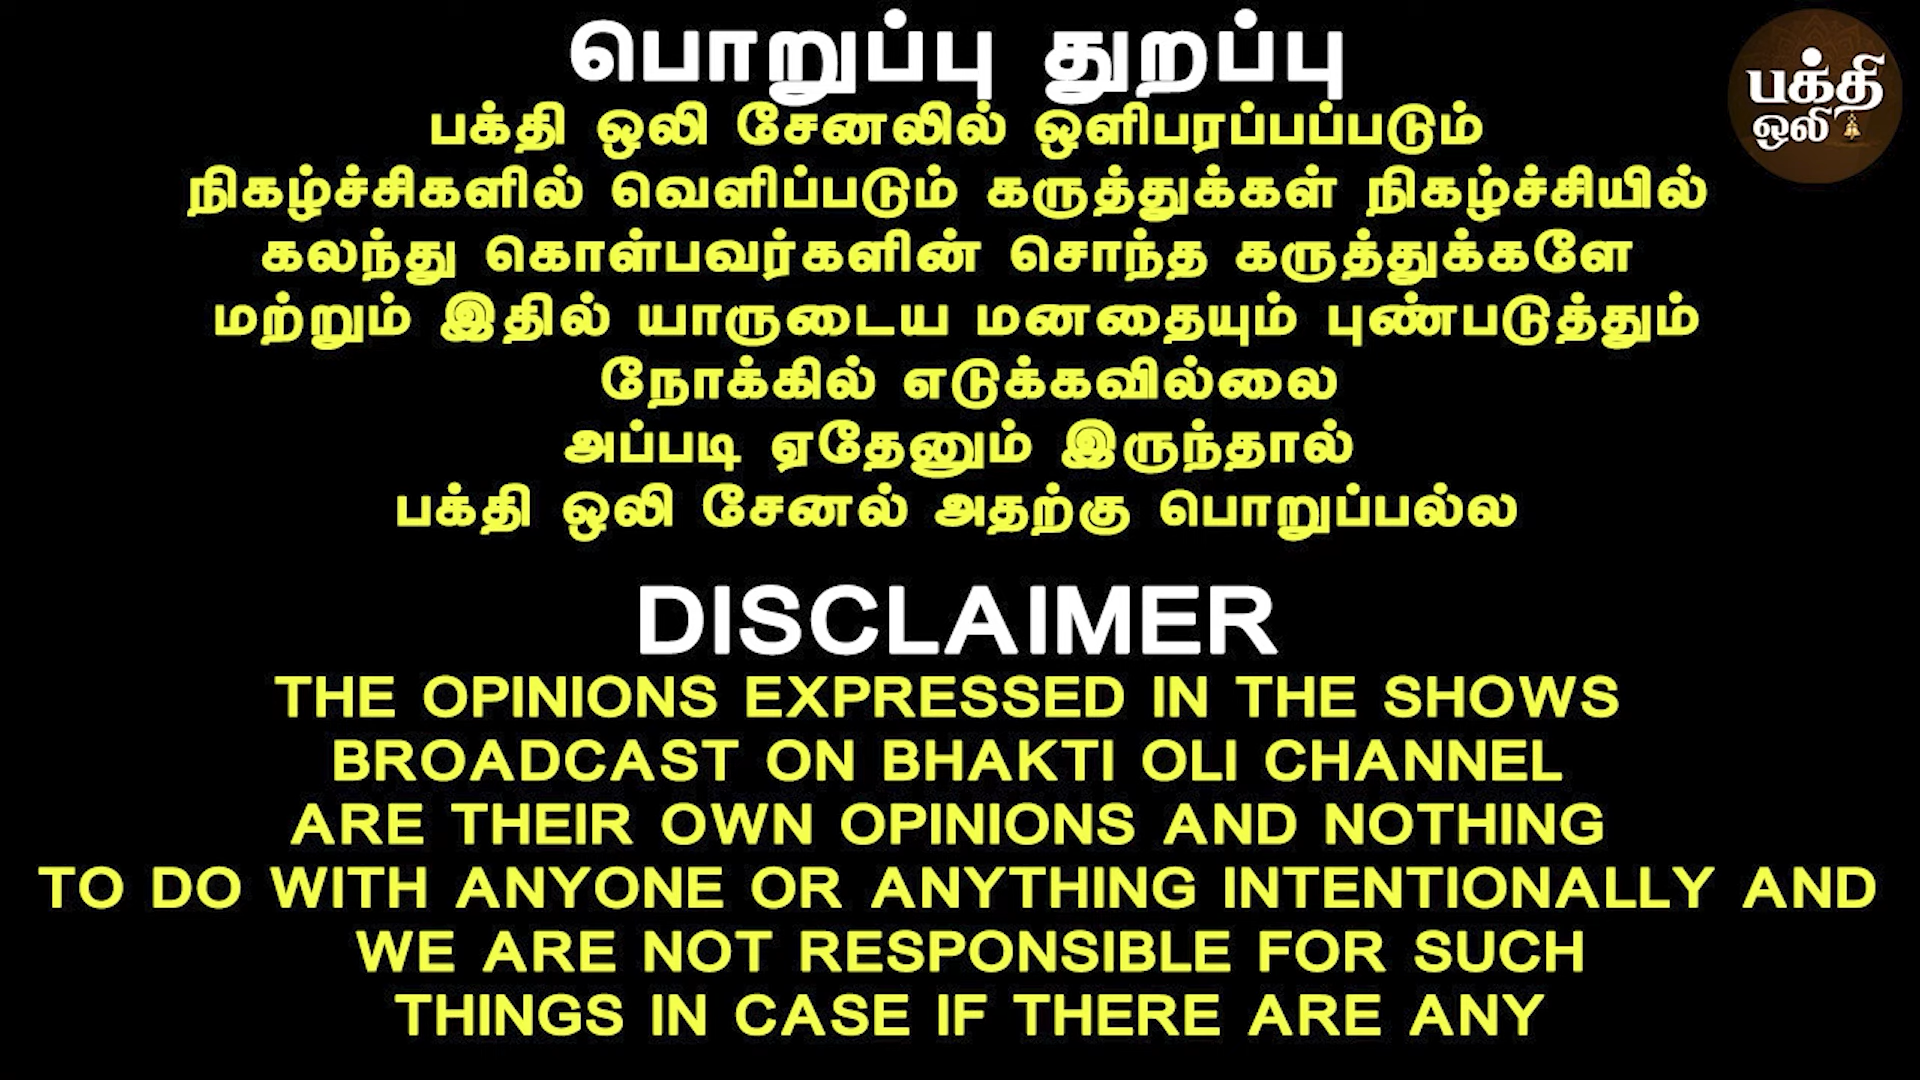 பொறுப்பு துறப்பு
பக்தி
ஒலி
பக்தி ஒலி சேனலில் ஒளிபரப்பப்படும்
நிகழ்ச்சிகளில் வெளிப்படும் கருத்துக்கள் நிகழ்ச்சியில்
கலந்து கொள்பவர்களின் சொந்த கருத்துக்களே
மற்றும் இதில் யாருடைய மனதையும் புண்படுத்தும்
நோக்கில் எடுக்கவில்லை
அப்படி ஏதேனும் இருந்தால்
பக்தி ஒலி சேனல் அதற்கு பொறுப்பல்ல
DISCLAIMER
THE OPINIONS EXPRESSED IN THE SHOWS
BROADCAST ON BHAKTI OLI CHANNEL
ARE THEIR OWN OPINIONS AND NOTHING
TO DO WITH ANYONE OR ANYTHING INTENTIONALLY AND
WE ARE NOT RESPONSIBLE FOR SUCH
THINGS IN CASE IF THERE ARE ANY